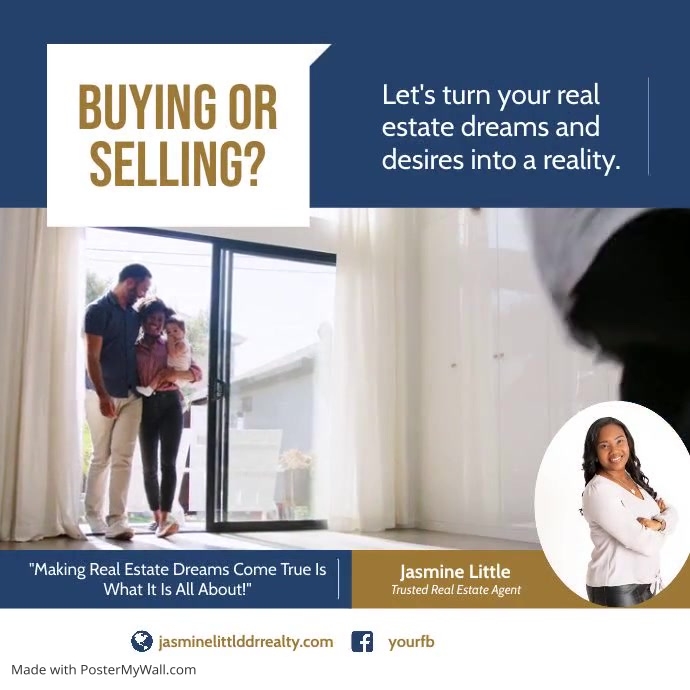 BUYING OR
SELLING?
Let's turn your real
estate dreams and
desires into a reality.
"Making Real Estate Dreams Come True Is
What It Is All About!"
Jasmine Little
Trusted Real Estate Agent
jasminelittlddrrealty.com
yourfb
Made with PosterMyWall.com